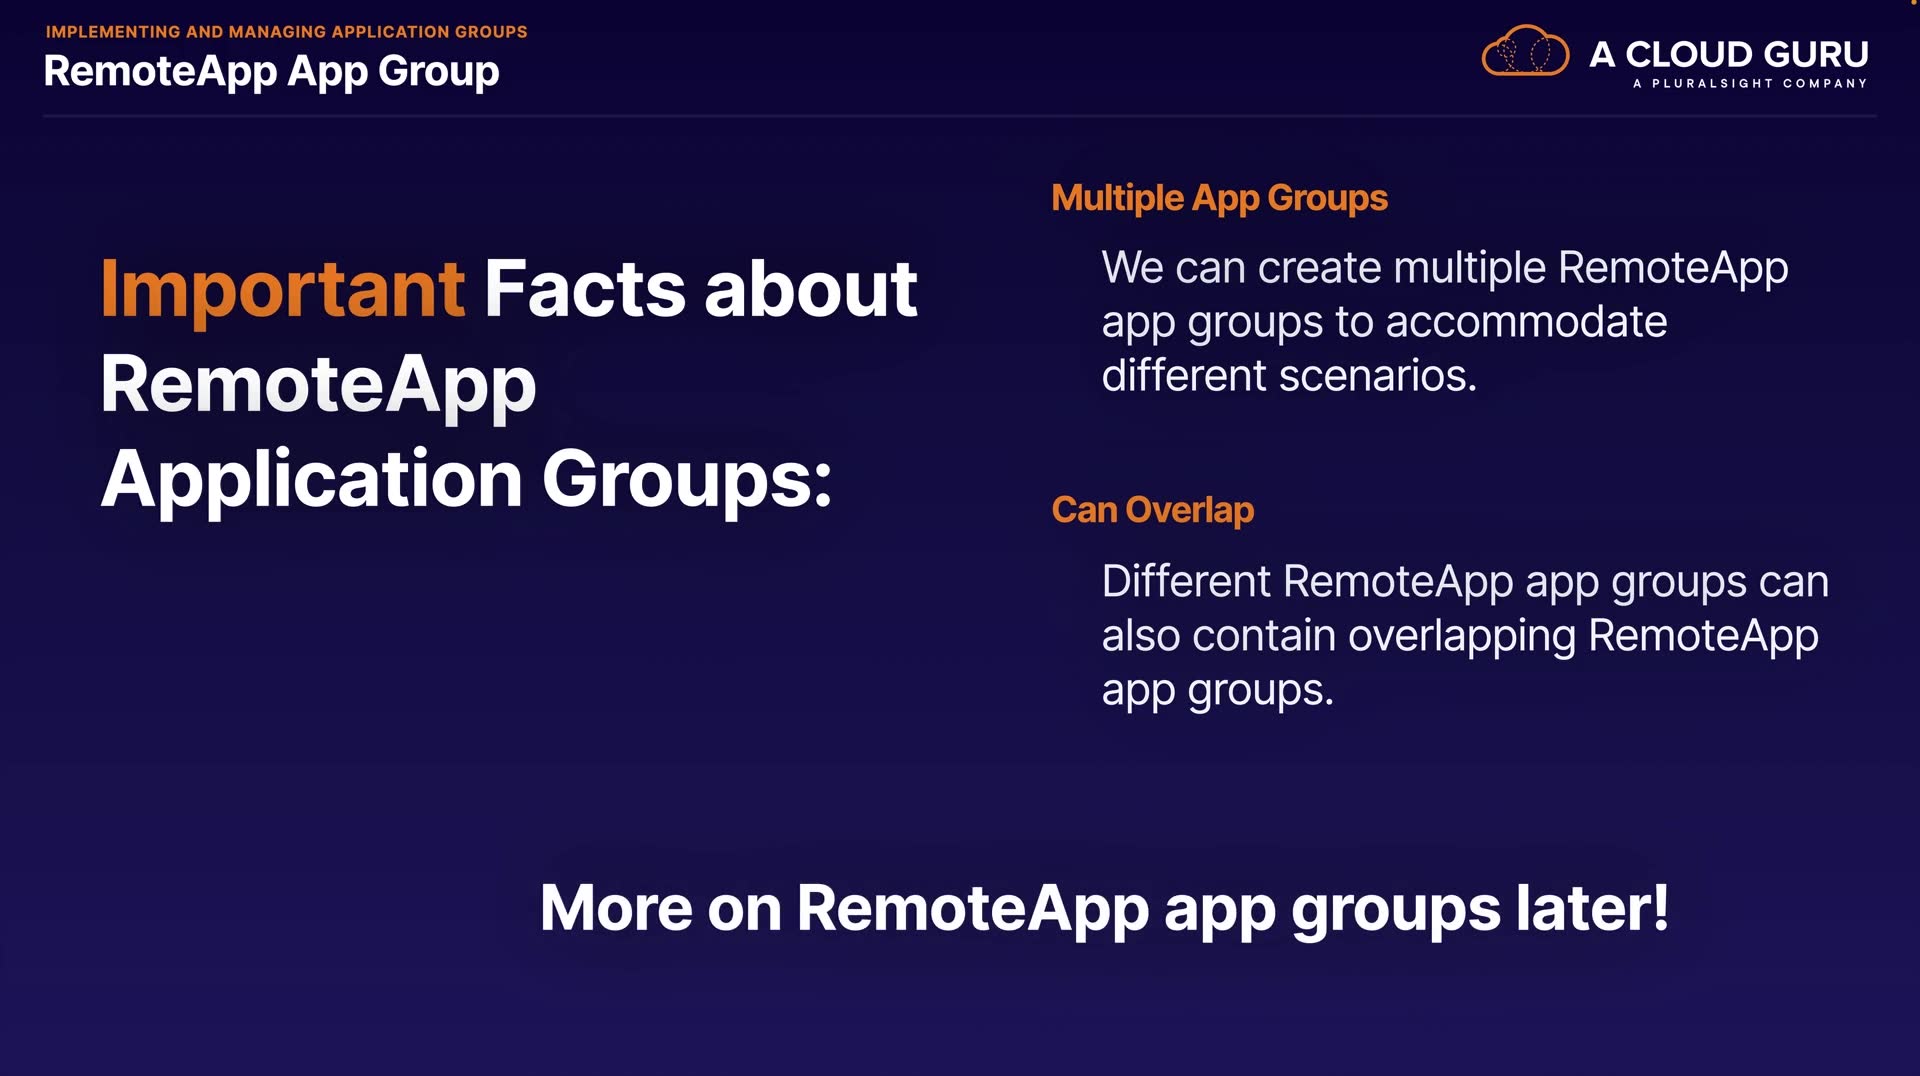 IMPLEMENTING AND MANAGING APPLICATION GROUPS
RemoteApp App Group
A CLOUD GURU
A PLURALSIGHT COMPANY
Important Facts about
RemoteApp
Application Groups:
Multiple App Groups
We can create multiple RemoteApp
app groups to accommodate
different scenarios.
Can Overlap
Different RemoteApp app groups can
also contain overlapping RemoteApp
app groups.
More on RemoteApp app groups later!